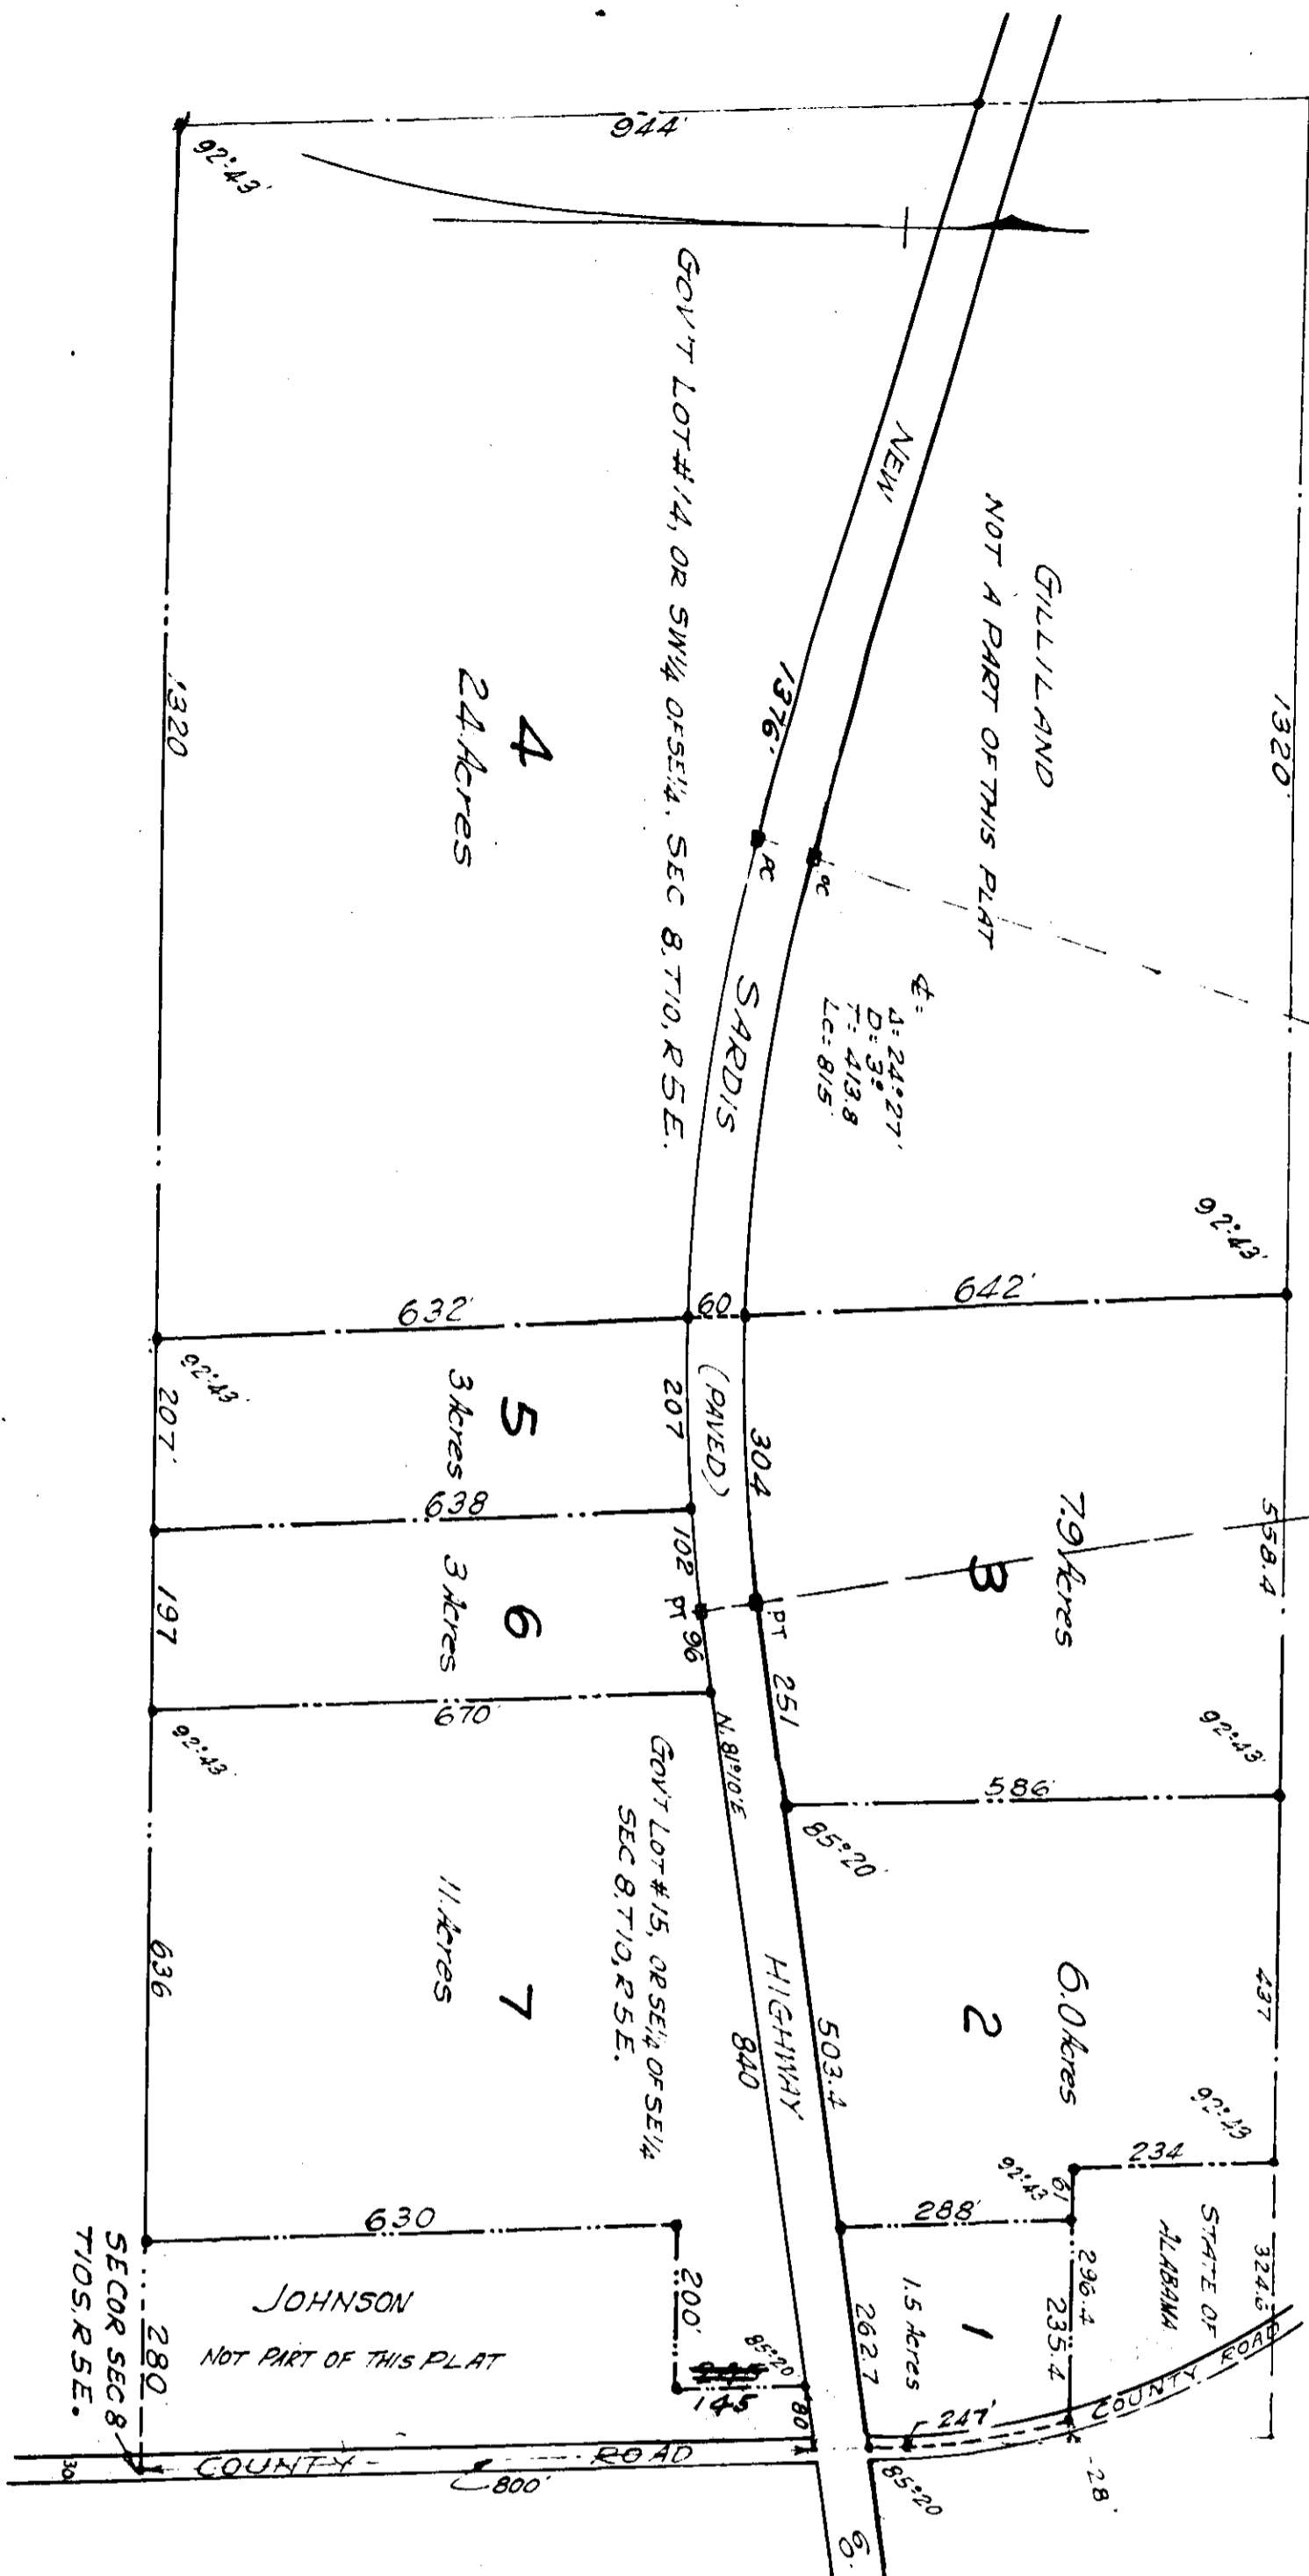 944'
92°-43'
1320
1320'
NEW
SARDIS
(PAVED)
HIGHWAY
GILLILAND
NOT A PART OF THIS PLAT
GOV'T LOT #14, OR SW¼ OF SE¼, SEC 8, T10, R5E.
4
24 Acres
1376'
PC
PC
₵=
Δ= 24°27'
D= 3°
T= 413.8
Lc= 815'
92°-43'
642'
60
632'
92°-43'
5
3 Acres
207
207'
638
6
3 Acres
102
PT
96
197
670'
92°-43'
304
PT
251
3
7.9 Acres
558.4
92°-43'
586
85°-20'
N. 81°10'E
GOV'T LOT #15, OR SE¼ OF SE¼
SEC 8, T10, R5E.
7
11 Acres
636
840
503.4
2
6.0 Acres
437
92°-43
234
92°-43
61
288'
STATE OF
ALABAMA
324.6
296.4
235.4
1
1.5 Acres
262.7
247'
COUNTY ROAD
28'
85°-20
60'
630
200'
145
85°-20'
80
JOHNSON
NOT PART OF THIS PLAT
280
SE COR SEC 8
T10S, R5E.
COUNTY ROAD
800'
30